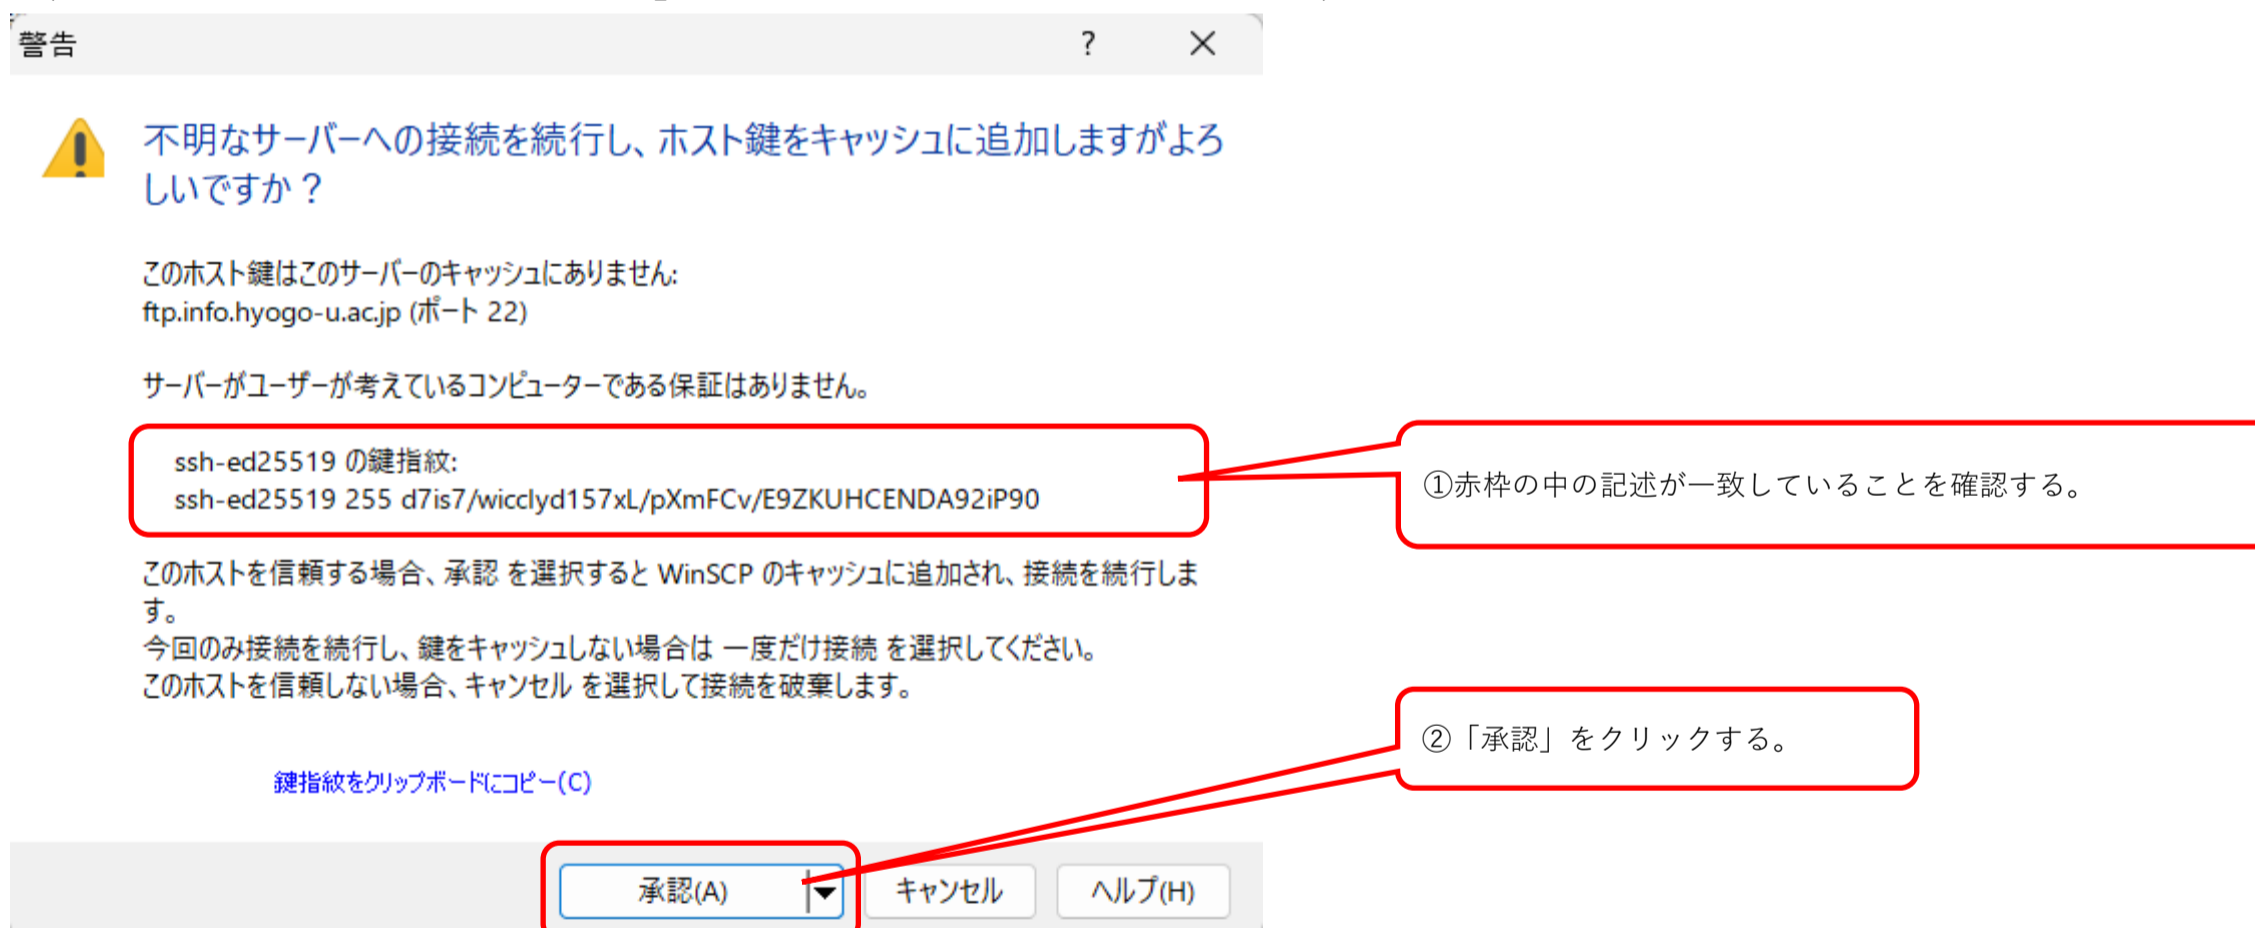 警告
?
不明なサーバーへの接続を続行し、ホスト鍵をキャッシュに追加しますがよろ
しいですか？
このホスト鍵はこのサーバーのキャッシュにありません:
ftp.info.hyogo-u.ac.jp (ポート 22)
サーバーがユーザーが考えているコンピューターである保証はありません。
ssh-ed25519 の鍵指紋:
ssh-ed25519 255 d7is7/wicclyd157xL/pXmFCv/E9ZKUHCENDA92iP90
①赤枠の中の記述が一致していることを確認する。
このホストを信頼する場合、承認 を選択すると WinSCP のキャッシュに追加され、接続を続行しま
す。
今回のみ接続を続行し、鍵をキャッシュしない場合は 一度だけ接続 を選択してください。
このホストを信頼しない場合、キャンセル を選択して接続を破棄します。
②「承認」をクリックする。
鍵指紋をクリップボードにコピー(C)
承認(A)
キャンセル
ヘルプ(H)